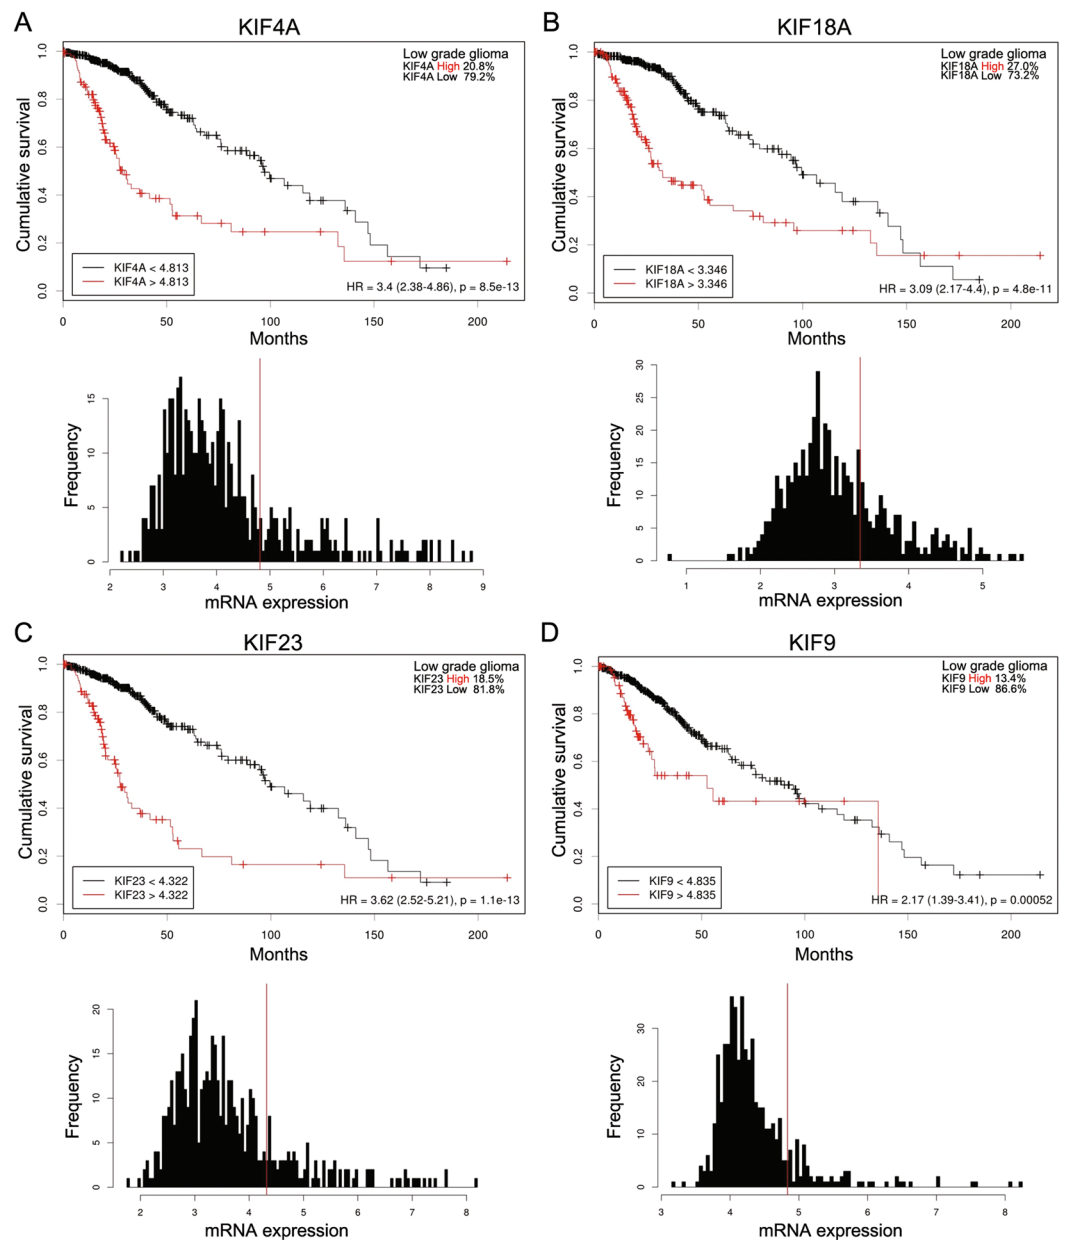 A
KIF4A
Low grade glioma
KIF4A High 20.8%
KIF4A Low 79.2%
Cumulative survival
1.0
0.8
0.6
0.4
0.2
0.0
KIF4A < 4.813
KIF4A > 4.813
HR = 3.4 (2.38-4.86), p = 8.5e-13
0 50 100 150 200
Months
Frequency
15
10
5
0
2 3 4 5 6 7 8 9
mRNA expression
B
KIF18A
Low grade glioma
KIF18A High 27.0%
KIF18A Low 73.2%
Cumulative survival
1.0
0.8
0.6
0.4
0.2
0.0
KIF18A < 3.346
KIF18A > 3.346
HR = 3.09 (2.17-4.4), p = 4.8e-11
0 50 100 150 200
Months
Frequency
30
25
20
15
10
5
0
1 2 3 4 5
mRNA expression
C
KIF23
Low grade glioma
KIF23 High 18.5%
KIF23 Low 81.8%
Cumulative survival
1.0
0.8
0.6
0.4
0.2
0.0
KIF23 < 4.322
KIF23 > 4.322
HR = 3.62 (2.52-5.21), p = 1.1e-13
0 50 100 150 200
Months
Frequency
20
15
10
5
0
2 3 4 5 6 7 8
mRNA expression
D
KIF9
Low grade glioma
KIF9 High 13.4%
KIF9 Low 86.6%
Cumulative survival
1.0
0.8
0.6
0.4
0.2
0.0
KIF9 < 4.835
KIF9 > 4.835
HR = 2.17 (1.39-3.41), p = 0.00052
0 50 100 150 200
Months
Frequency
30
20
10
0
3 4 5 6 7 8
mRNA expression